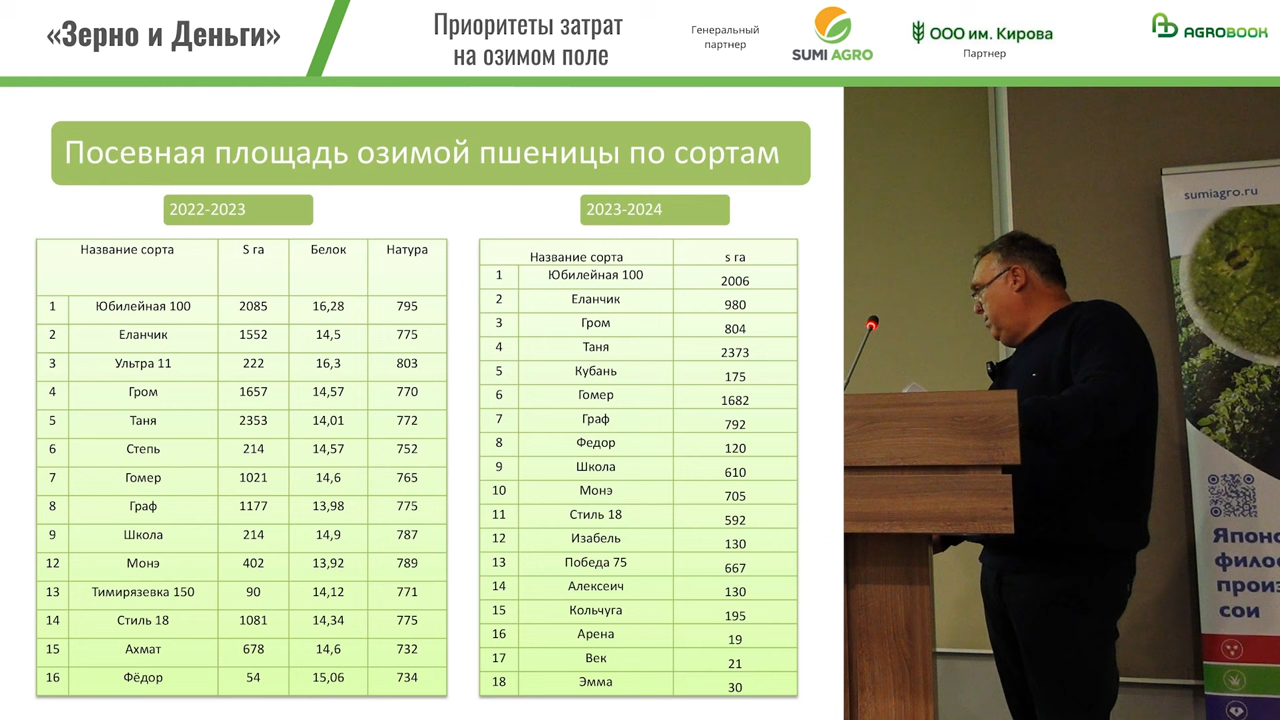 «Зерно и Деньги»
Приоритеты затрат
на озимом поле
Генеральный
партнер
SUMI AGRO
ООО им. Кирова
Партнер
AGROBOOK
Посевная площадь озимой пшеницы по сортам
2022-2023
Название сорта S га Белок Натура
1 Юбилейная 100 2085 16,28 795
2 Еланчик 1552 14,5 775
3 Ультра 11 222 16,3 803
4 Гром 1657 14,57 770
5 Таня 2353 14,01 772
6 Степь 214 14,57 752
7 Гомер 1021 14,6 765
8 Граф 1177 13,98 775
9 Школа 214 14,9 787
12 Монэ 402 13,92 789
13 Тимирязевка 150 90 14,12 771
14 Стиль 18 1081 14,34 775
15 Ахмат 678 14,6 732
16 Фёдор 54 15,06 734
2023-2024
Название сорта s га
1 Юбилейная 100 2006
2 Еланчик 980
3 Гром 804
4 Таня 2373
5 Кубань 175
6 Гомер 1682
7 Граф 792
8 Федор 120
9 Школа 610
10 Монэ 705
11 Стиль 18 592
12 Изабель 130
13 Победа 75 667
14 Алексеич 130
15 Кольчуга 195
16 Арена 19
17 Век 21
18 Эмма 30
sumiagro.ru
сои